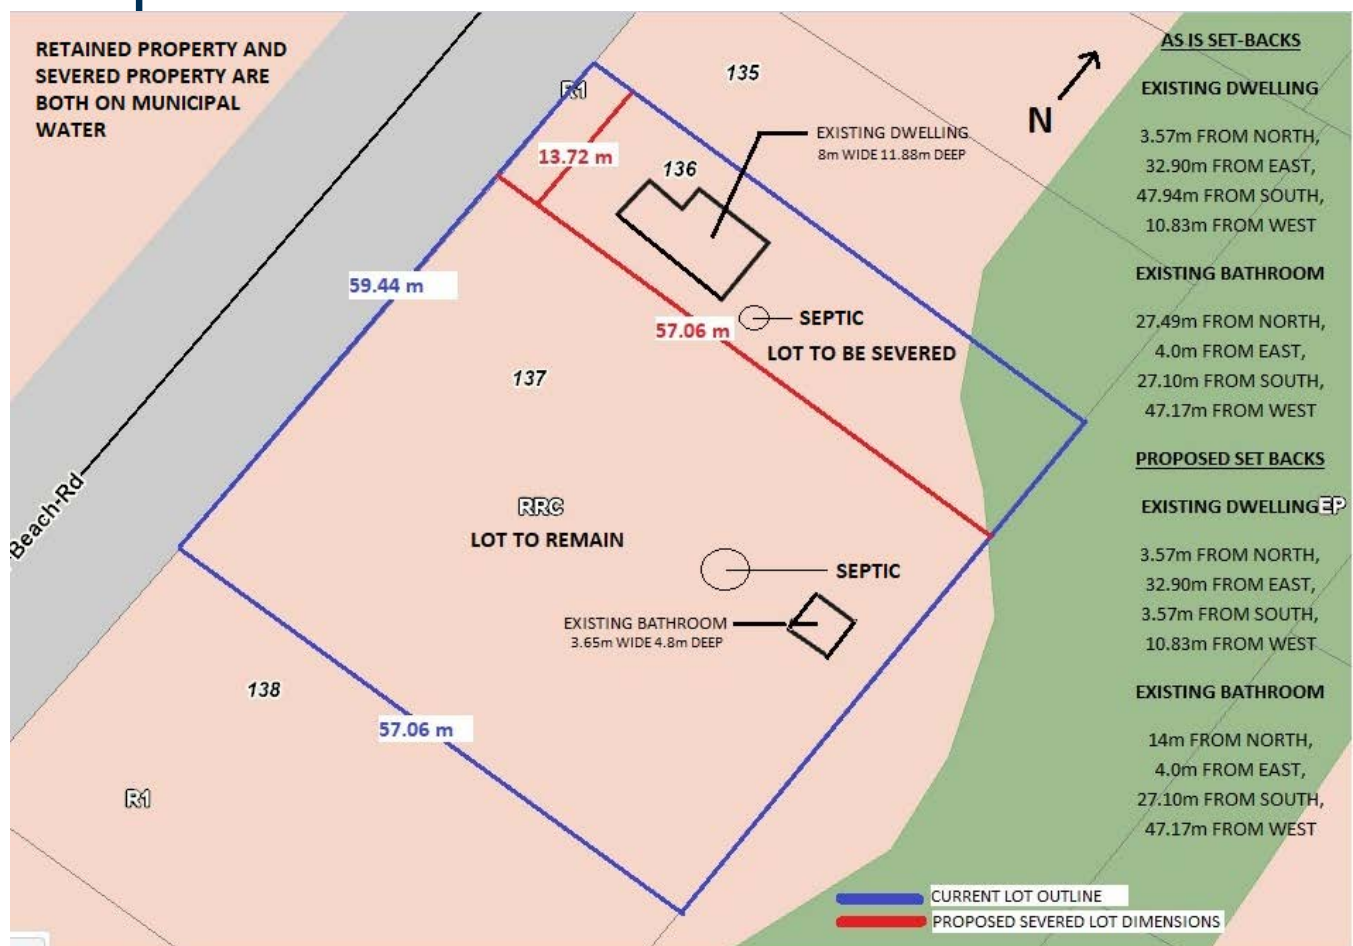 RETAINED PROPERTY AND
SEVERED PROPERTY ARE
BOTH ON MUNICIPAL
WATER
R1
135
N
13.72 m
136
EXISTING DWELLING
8m WIDE 11.88m DEEP
59.44 m
57.06 m
SEPTIC
LOT TO BE SEVERED
137
Beach-Rd
RRC
LOT TO REMAIN
SEPTIC
EXISTING BATHROOM
3.65m WIDE 4.8m DEEP
138
57.06 m
R1
AS IS SET-BACKS
EXISTING DWELLING
3.57m FROM NORTH,
32.90m FROM EAST,
47.94m FROM SOUTH,
10.83m FROM WEST
EXISTING BATHROOM
27.49m FROM NORTH,
4.0m FROM EAST,
27.10m FROM SOUTH,
47.17m FROM WEST
PROPOSED SET BACKS
EXISTING DWELLING
EP
3.57m FROM NORTH,
32.90m FROM EAST,
3.57m FROM SOUTH,
10.83m FROM WEST
EXISTING BATHROOM
14m FROM NORTH,
4.0m FROM EAST,
27.10m FROM SOUTH,
47.17m FROM WEST
CURRENT LOT OUTLINE
PROPOSED SEVERED LOT DIMENSIONS